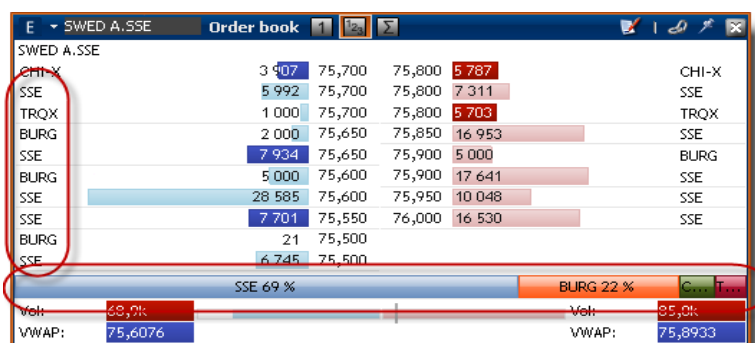 E SWED A.SSE Order book 1 123 Σ
SWED A.SSE
CHI-X 3 907 75,700 75,800 5 787 CHI-X
SSE 5 992 75,700 75,800 7 311 SSE
TRQX 1 000 75,700 75,800 5 703 TRQX
BURG 2 000 75,650 75,850 16 953 SSE
SSE 7 934 75,650 75,900 5 000 BURG
BURG 5 000 75,600 75,900 17 641 SSE
SSE 28 585 75,600 75,950 10 048 SSE
SSE 7 701 75,550 76,000 16 530 SSE
BURG 21 75,500
SSE 6 745 75,500
SSE 69 % BURG 22 % C... T...
Vol: 68,9k Vol: 85,0k
VWAP: 75,6076 VWAP: 75,8933